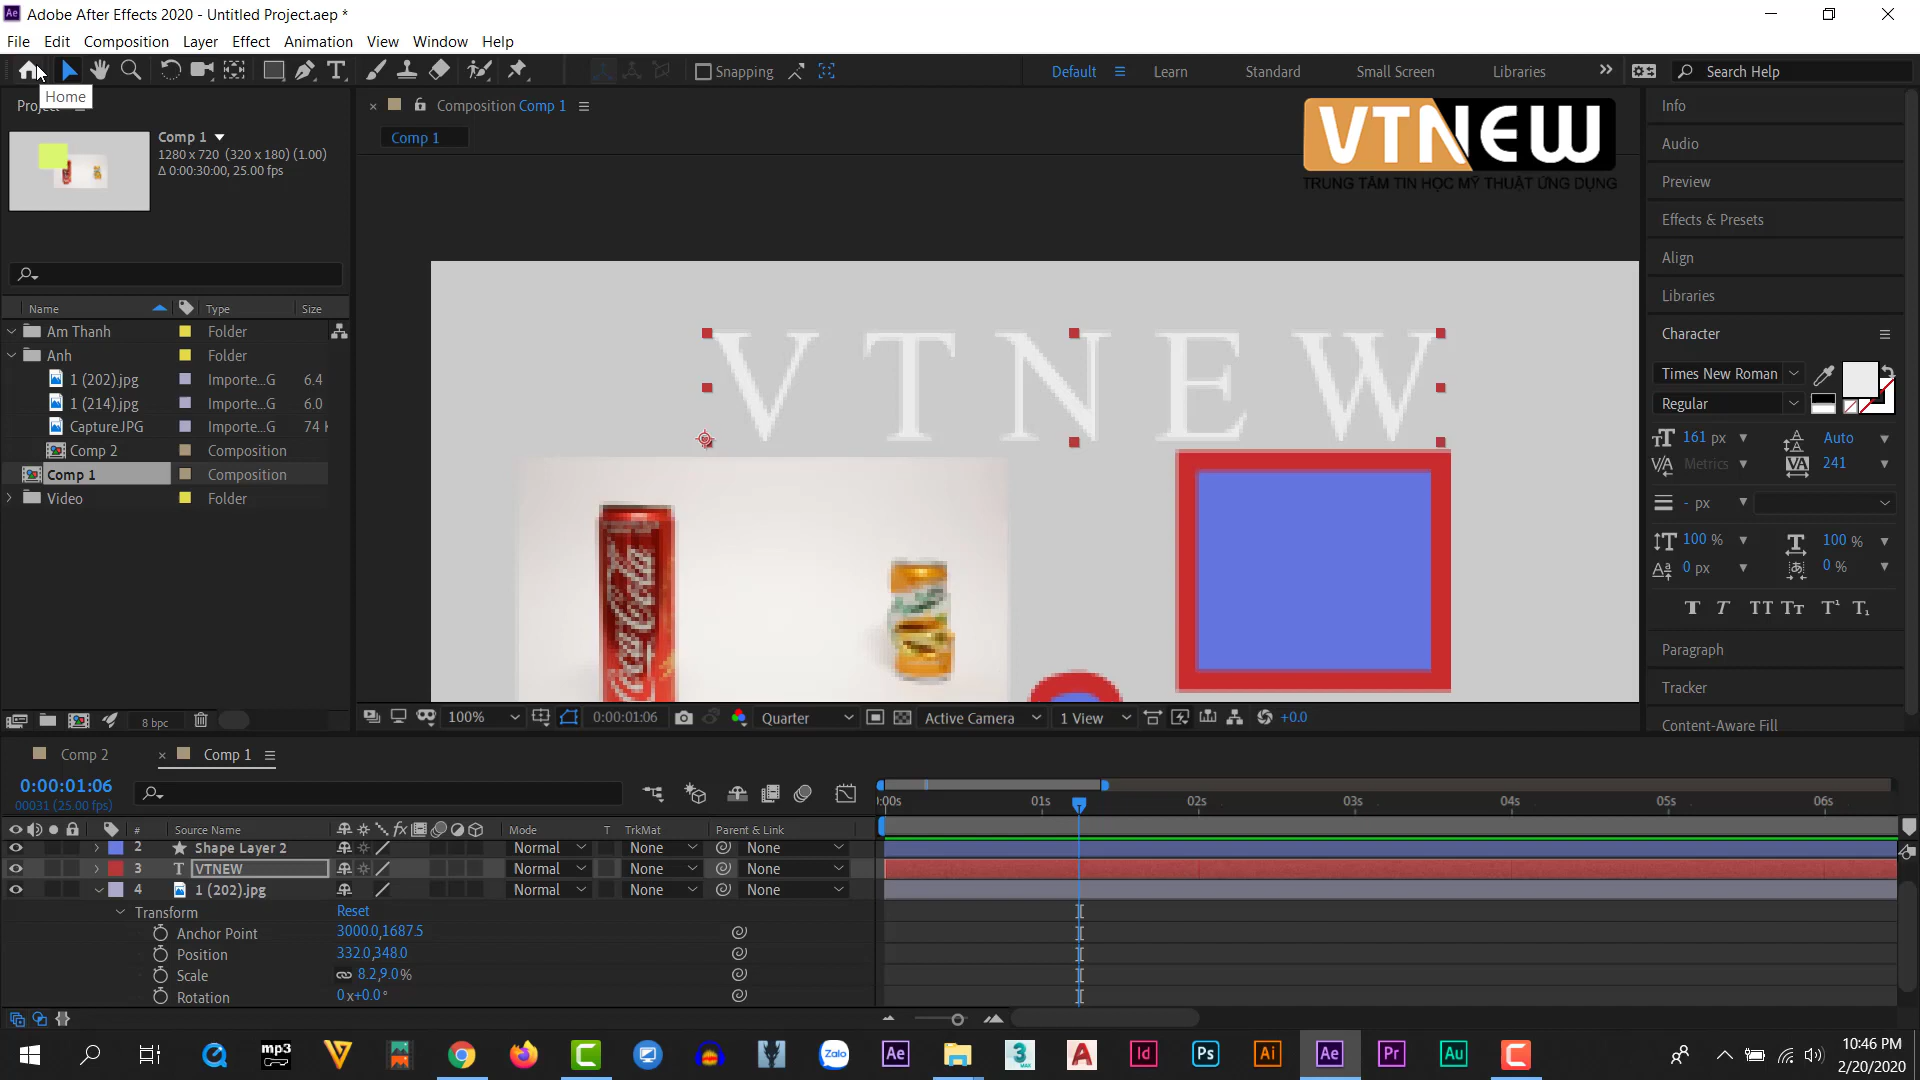 Adobe After Effects 2020 - Untitled Project.aep *
File Edit Composition Layer Effect Animation View Window Help
Snapping
Default Learn Standard Small Screen Libraries
Search Help
Home
Comp 1
1280 x 720 (320 x 180) (1.00)
Δ 0:00:30:00, 25.00 fps
Composition Comp 1
Comp 1
VTNEW
TRUNG TÂM TIN HỌC MỸ THUẬT ỨNG DỤNG
Name Type Size
Am Thanh Folder
Anh Folder
1 (202).jpg Importe...G 6.4
1 (214).jpg Importe...G 6.0
Capture.JPG Importe...G 74
Comp 2 Composition
Comp 1 Composition
Video Folder
8 bpc
V T N E W
Coca-Cola
100% 0:00:01:06 Quarter Active Camera 1 View +0.0
Info
Audio
Preview
Effects & Presets
Align
Libraries
Character
Times New Roman
Regular
161 px Auto
Metrics 241
- px
100 % 100 %
0 px 0 %
Paragraph
Tracker
Content-Aware Fill
Comp 2 Comp 1
0:00:01:06
00031 (25.00 fps)
:00s 01s 02s 03s 04s 05s 06s
# Source Name Mode T TrkMat Parent & Link
2 Shape Layer 2 Normal None None
3 T VTNEW Normal None None
4 1 (202).jpg Normal None None
Transform Reset
Anchor Point 3000.0,1687.5
Position 332.0,348.0
Scale 8.2,9.0%
Rotation 0x+0.0°
mp3 Zalo Ae 3 MAX A Id Ps Ai Ae Pr Au
10:46 PM
2/20/2020